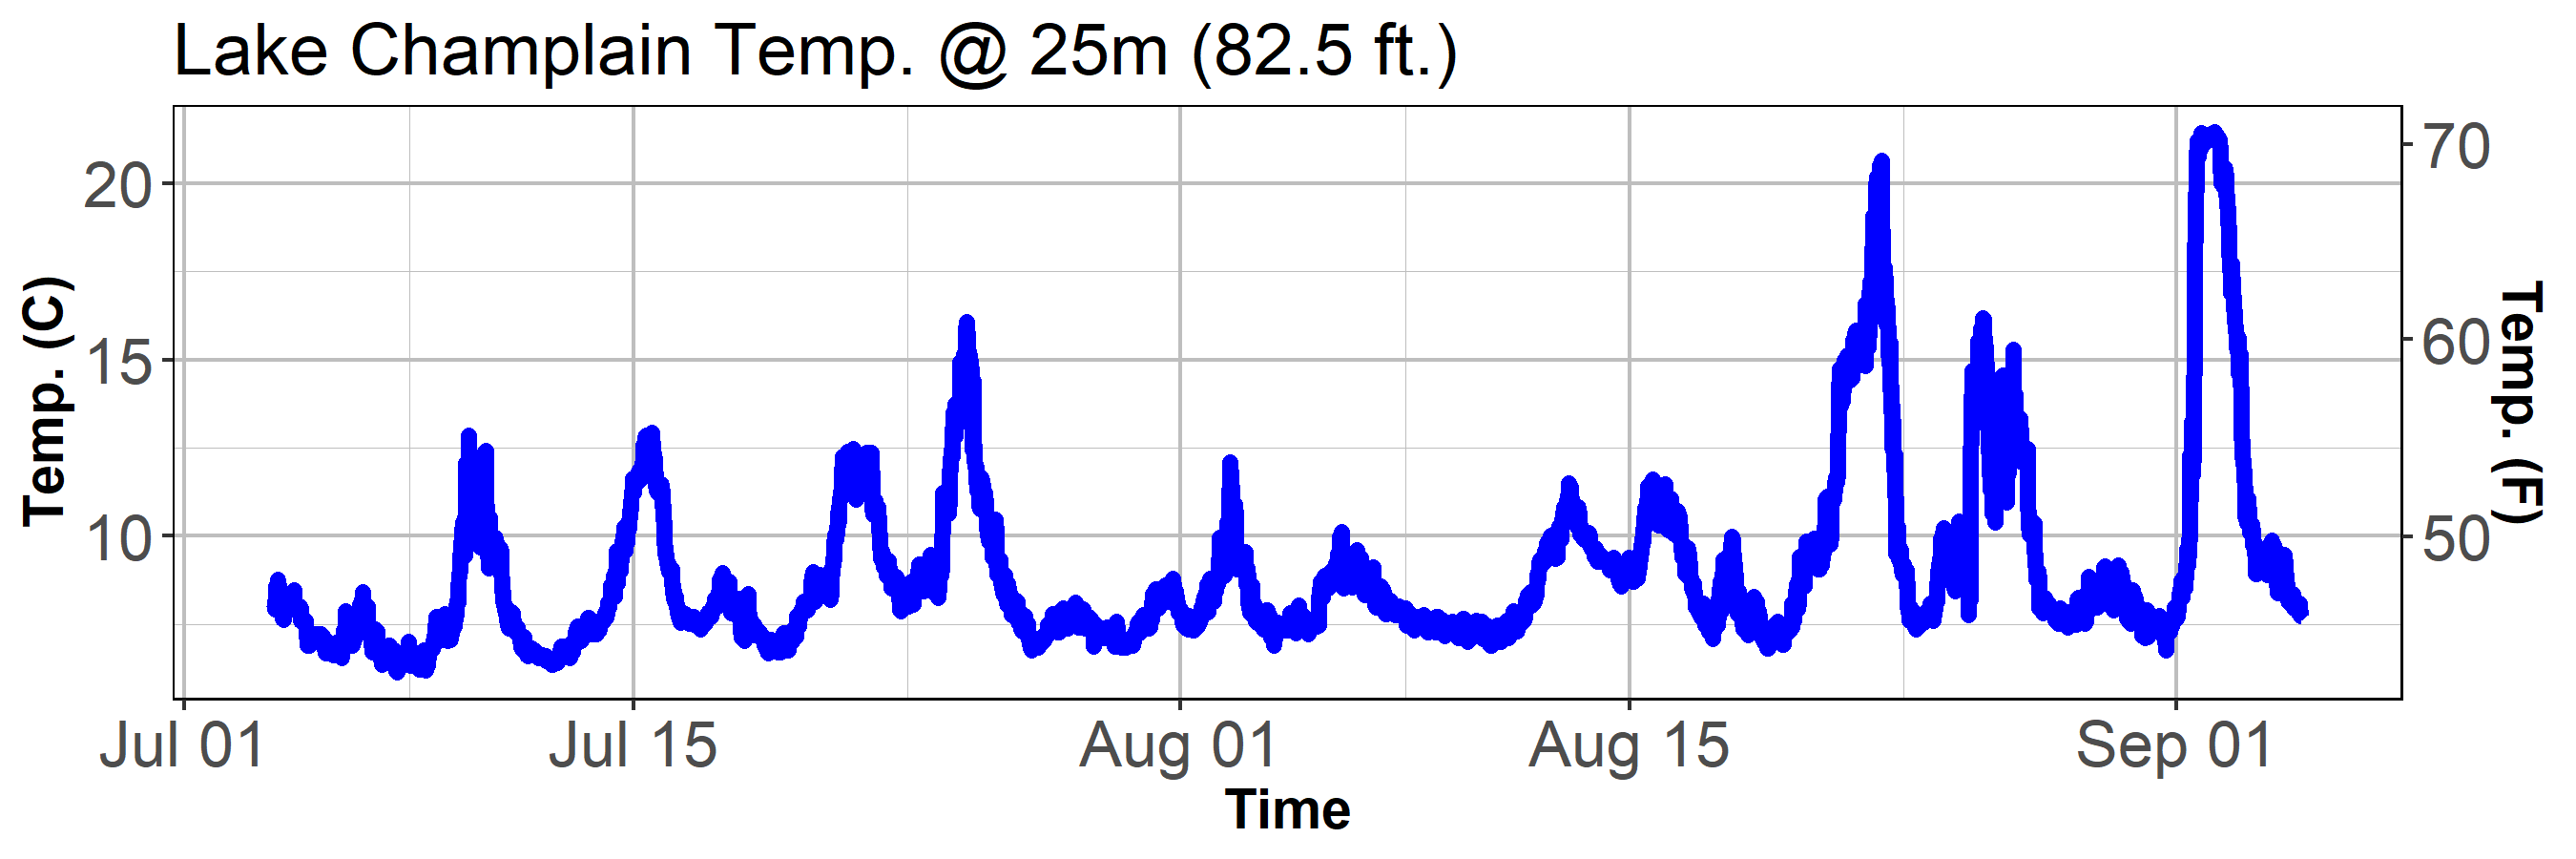 Lake Champlain Temp. @ 25m (82.5 ft.)
20
15
10
Temp. (C)
70
60
50
Temp. (F)
Jul 01 Jul 15 Aug 01 Aug 15 Sep 01
Time